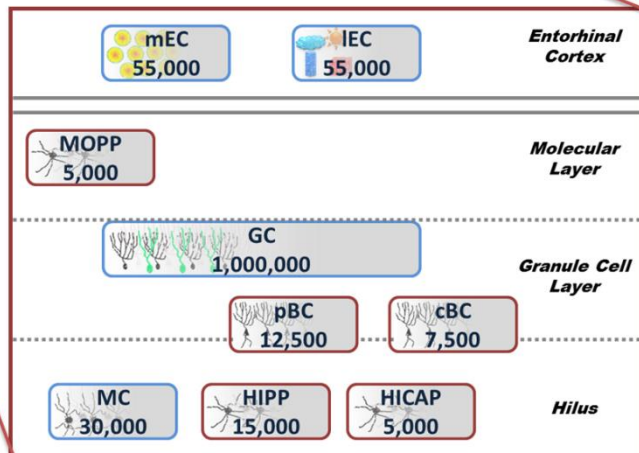 mEC
55,000
lEC
55,000
Entorhinal
Cortex
MOPP
5,000
Molecular
Layer
GC
1,000,000
Granule Cell
Layer
pBC
12,500
cBC
7,500
MC
30,000
HIPP
15,000
HICAP
5,000
Hilus